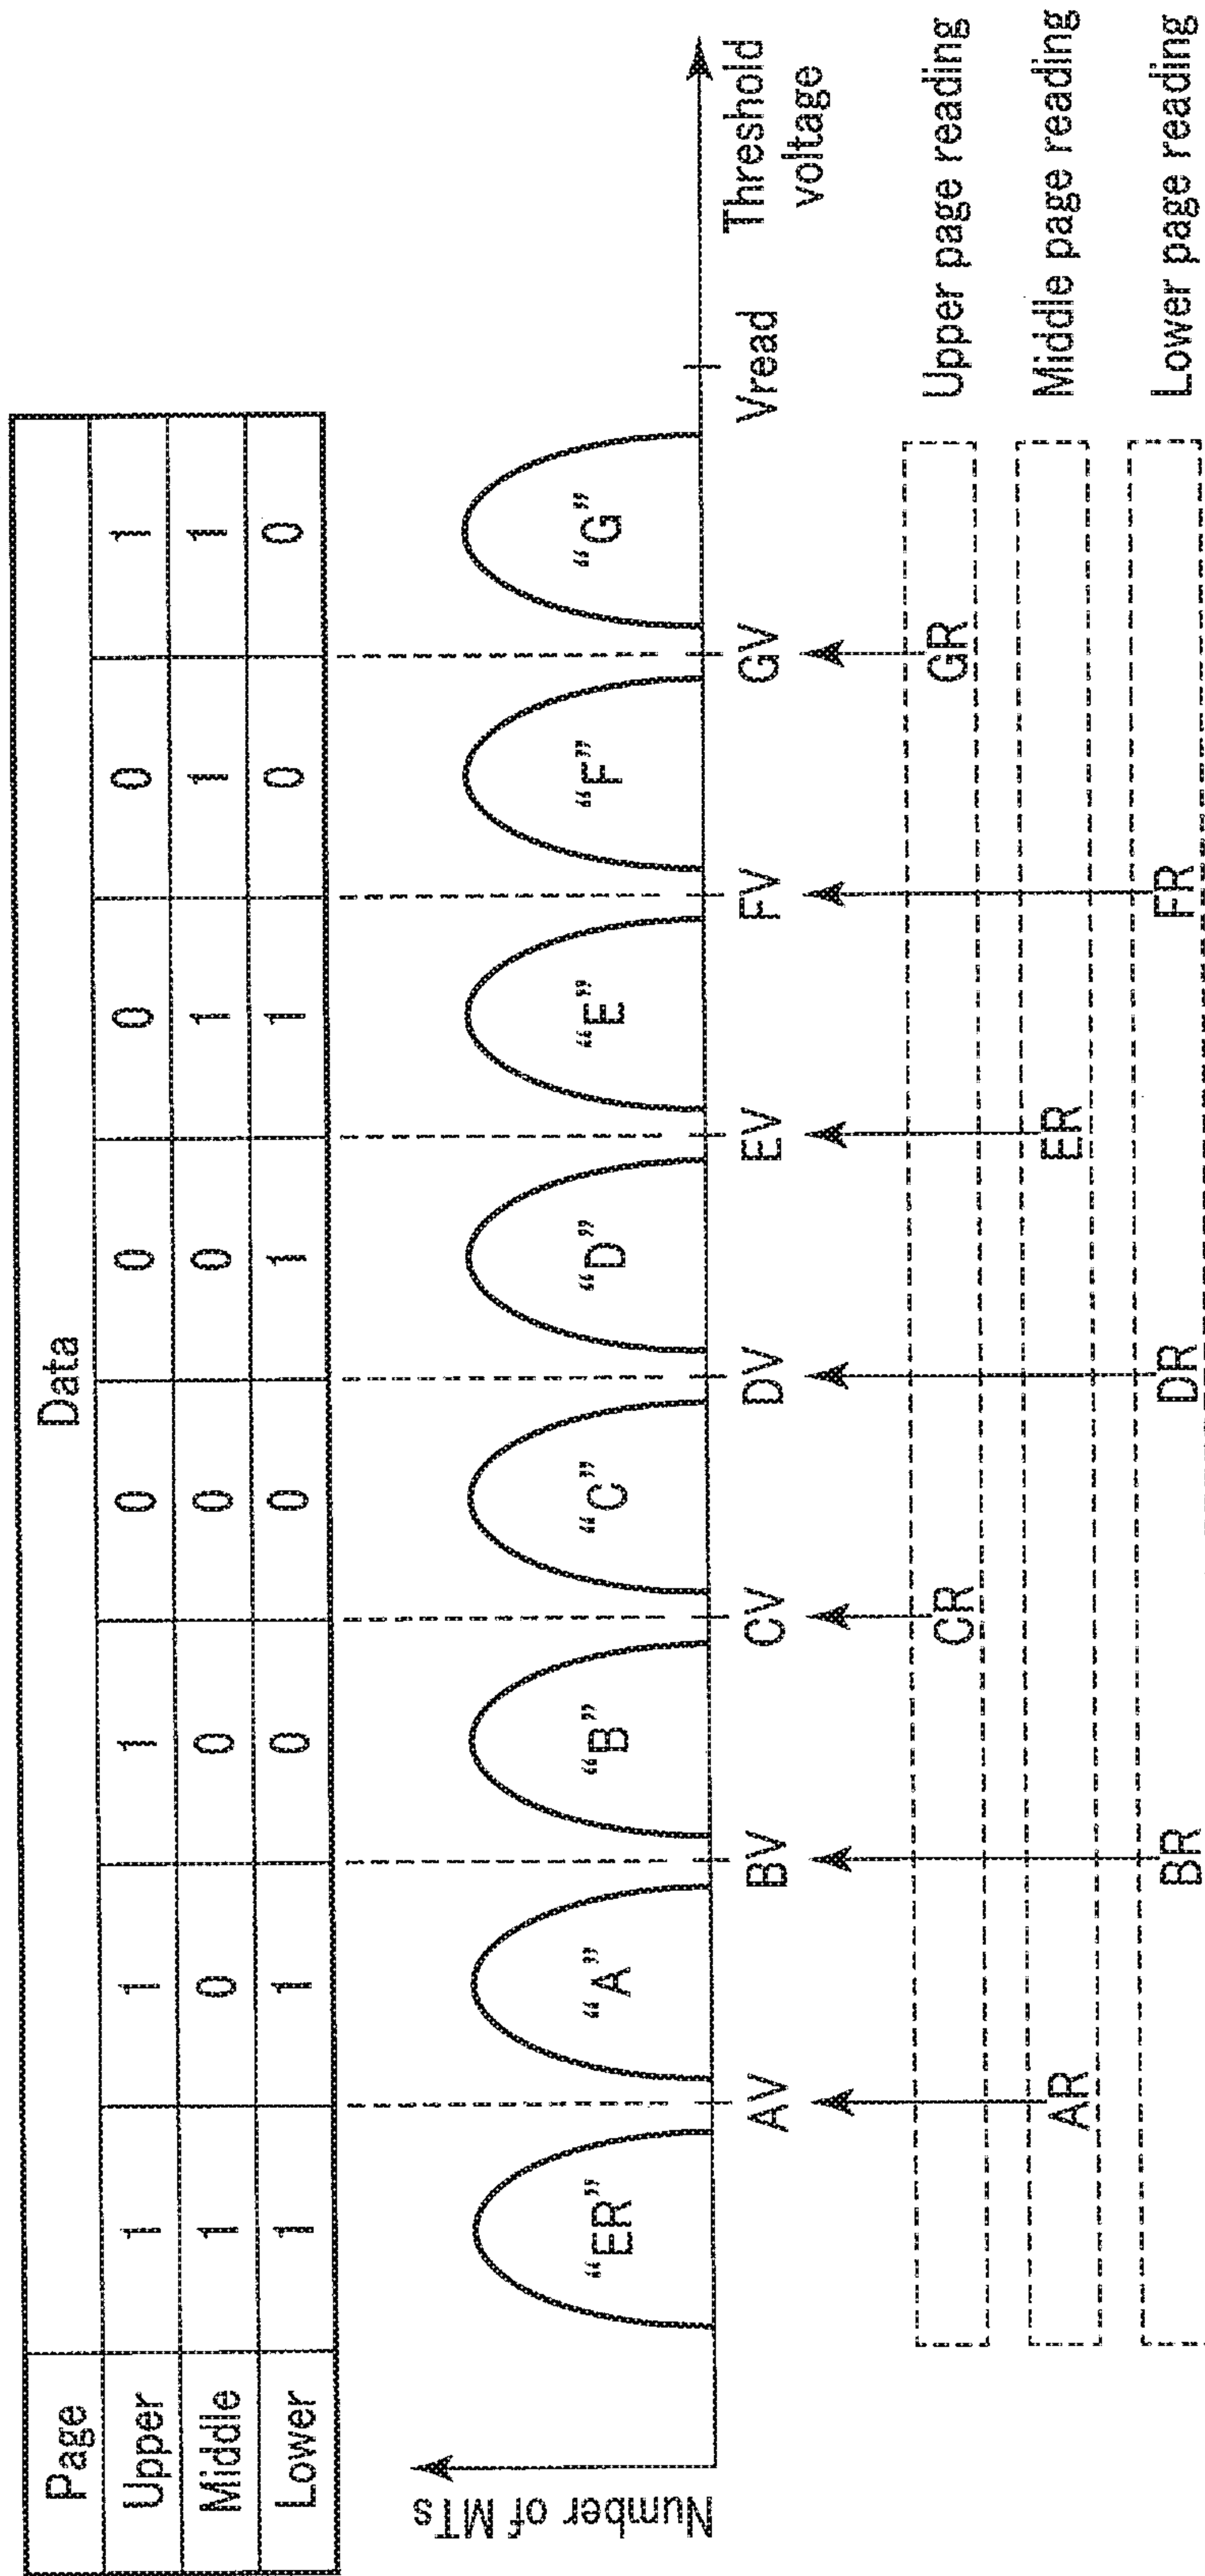 Page Data
Upper 1 1 1 0 0 0 0 1
Middle 1 0 0 0 0 1 1 1
Lower 1 1 0 0 1 1 0 0
Number of MTs
“ER” “A” “B” “C” “D” “E” “F” “G”
AV BV CV DV EV FV GV Vread Threshold
voltage
CR GR Upper page reading
AR ER Middle page reading
BR DR FR Lower page reading